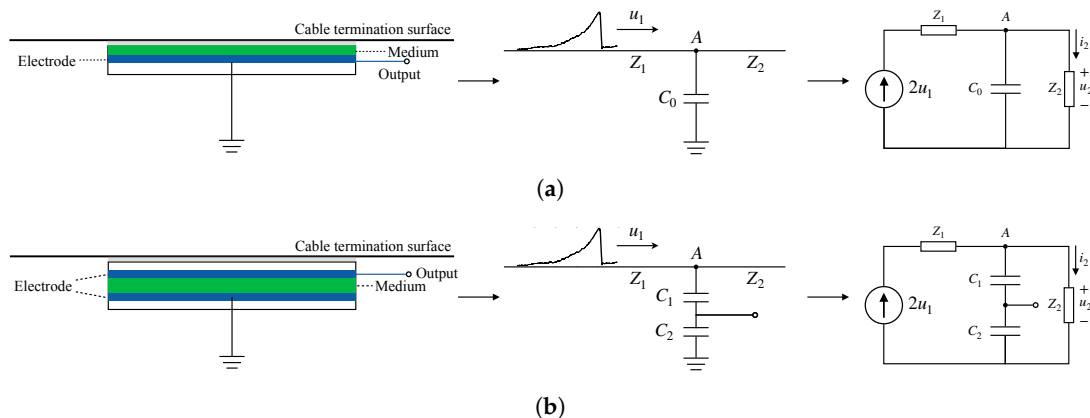 Cable termination surface
Medium
Electrode
Output
u₁
A
Z₁
Z₂
C₀
Z₁
A
i₂
2u₁
C₀
Z₂
+
u₂
−
(a)
Cable termination surface
Output
Electrode
Medium
u₁
A
Z₁
Z₂
C₁
C₂
Z₁
A
i₂
C₁
2u₁
Z₂
+
u₂
−
C₂
(b)